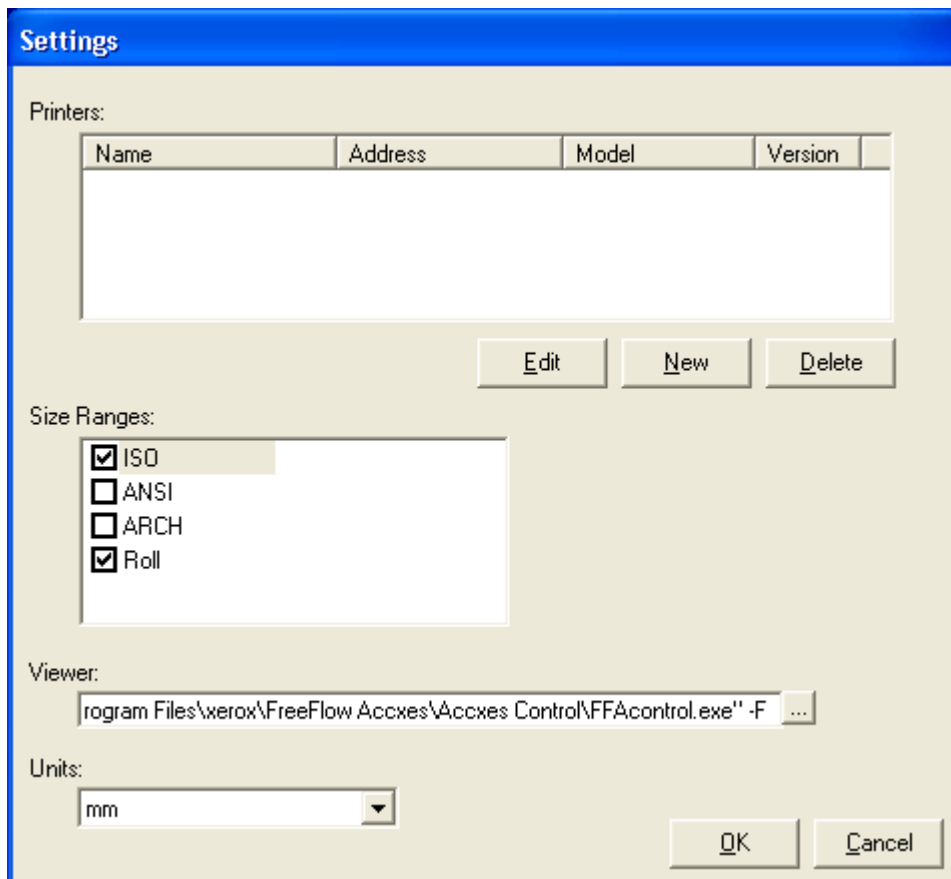 Settings
Printers:
Name Address Model Version
Edit New Delete
Size Ranges:
ISO
ANSI
ARCH
Roll
Viewer:
rogram Files\xerox\FreeFlow Accxes\Accxes Control\FFAcontrol.exe" -F ...
Units:
mm
OK Cancel